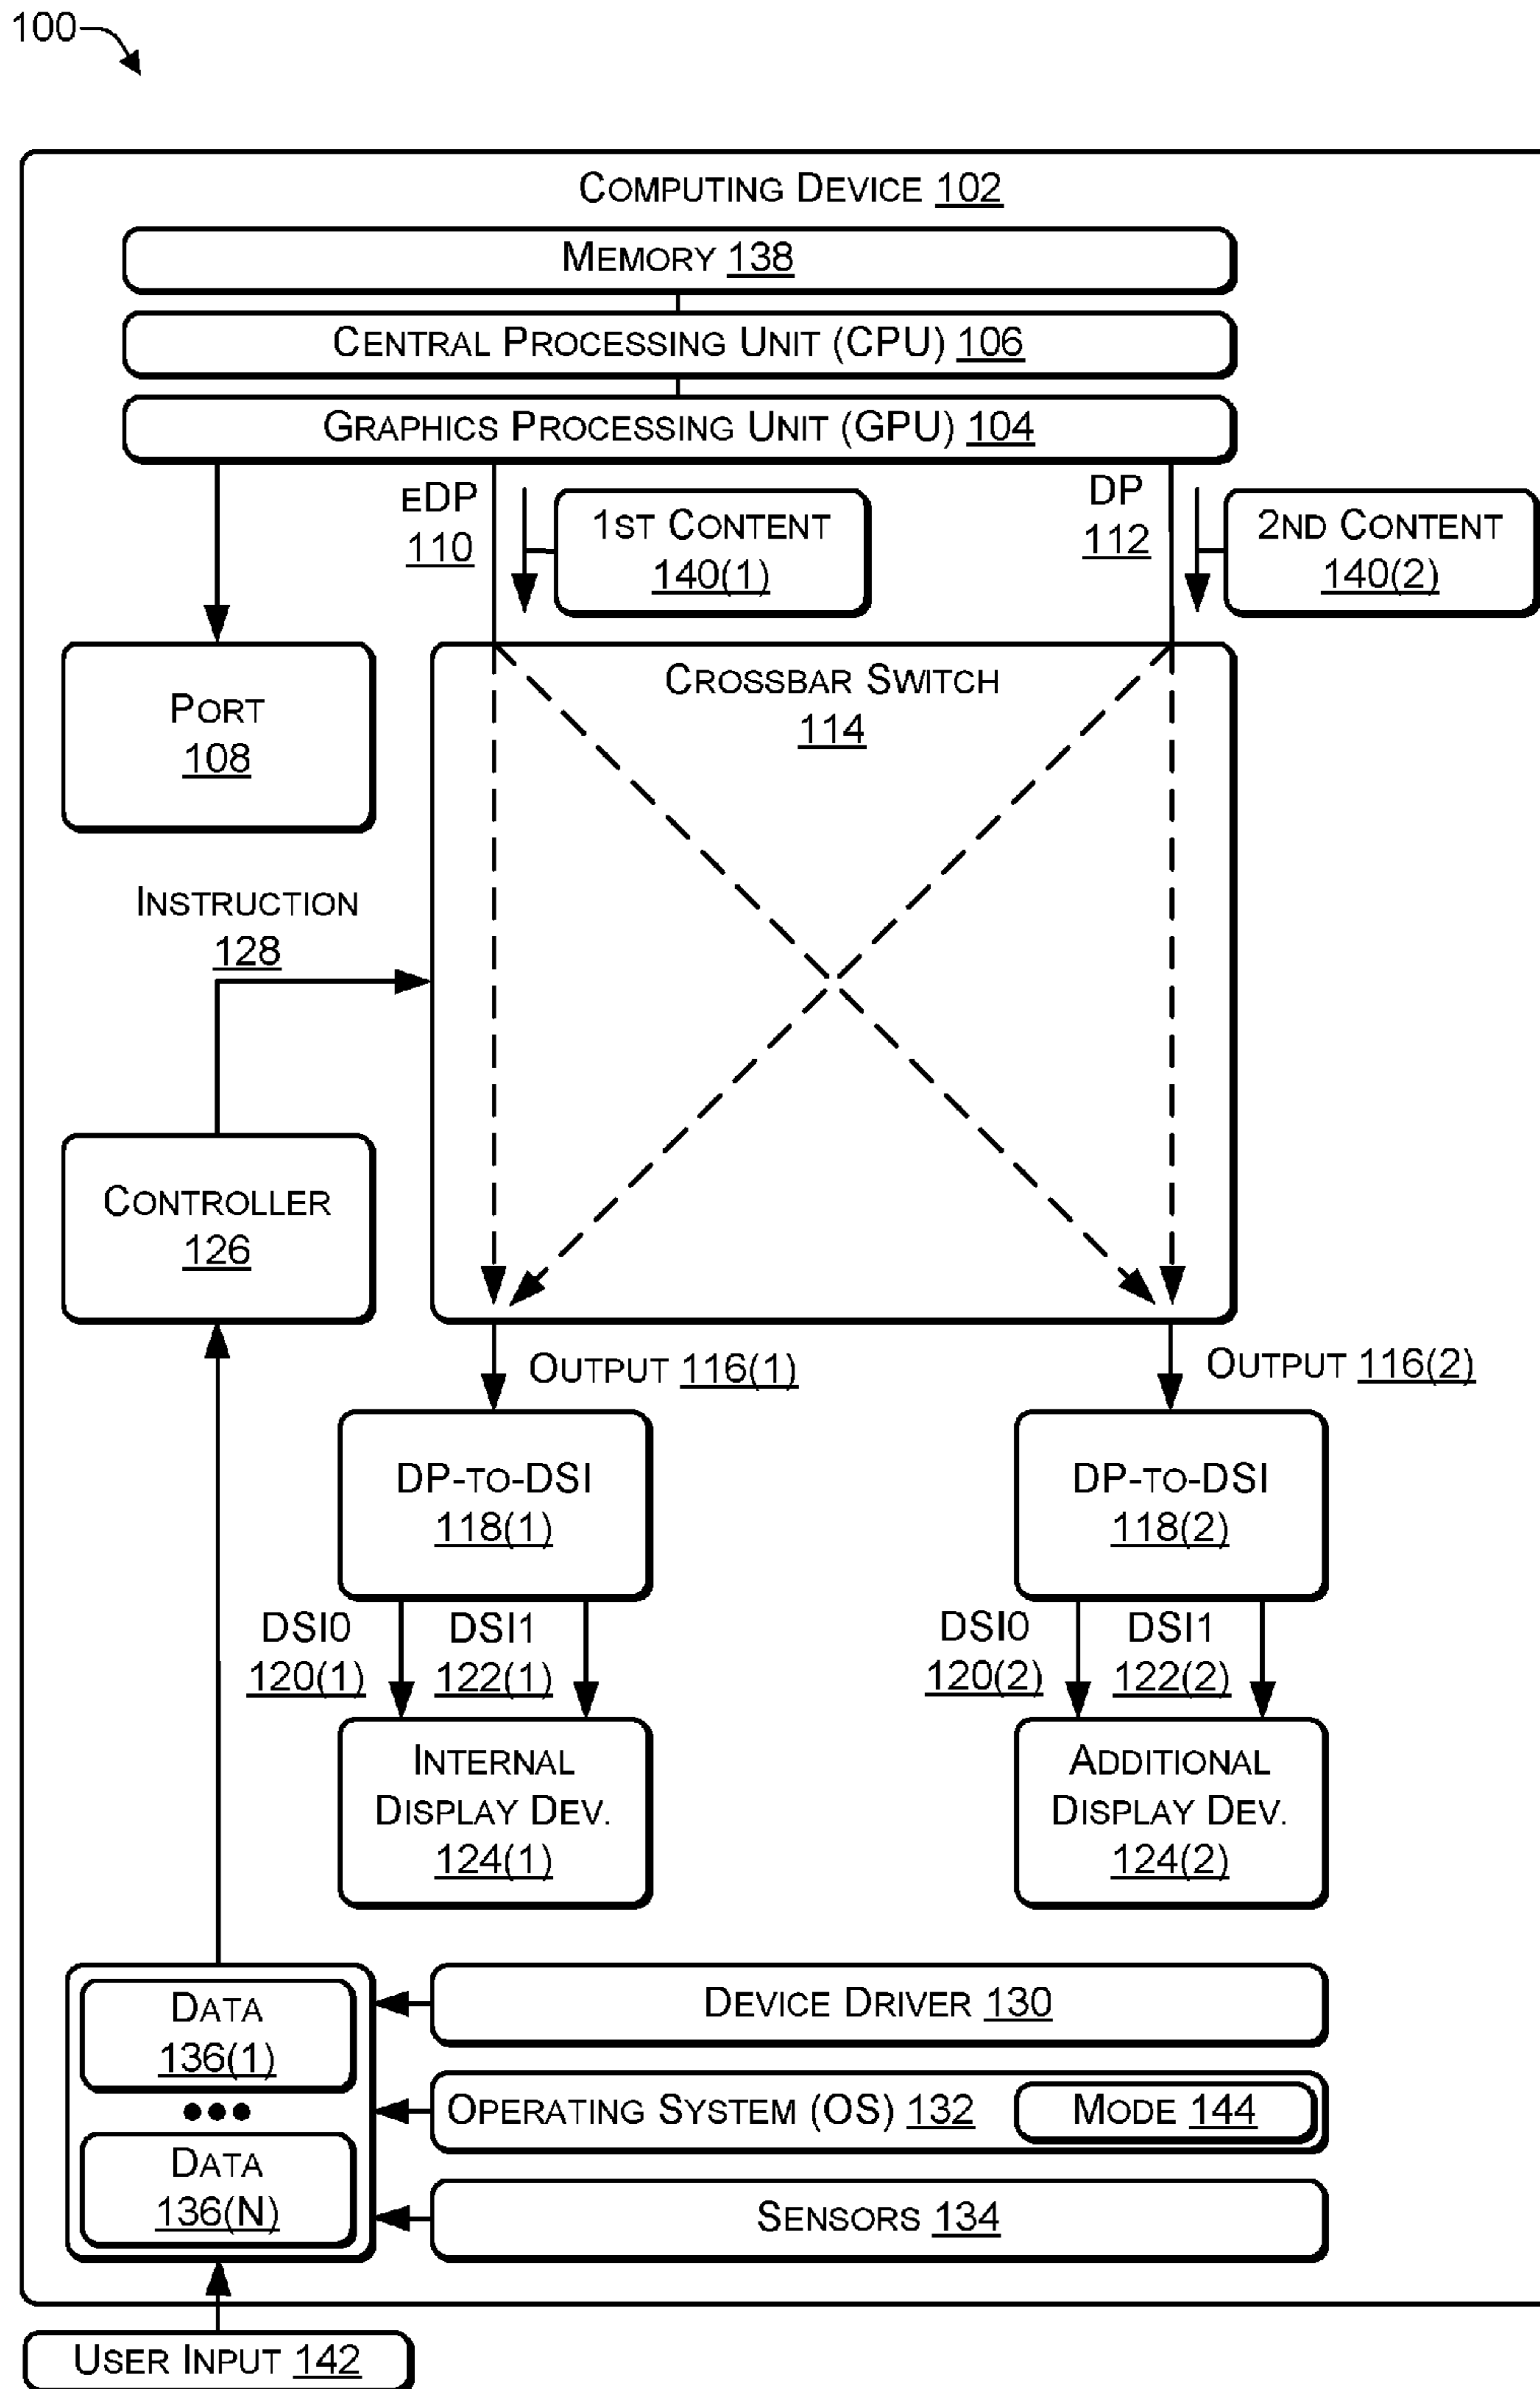 100
COMPUTING DEVICE 102
MEMORY 138
CENTRAL PROCESSING UNIT (CPU) 106
GRAPHICS PROCESSING UNIT (GPU) 104
eDP
110
1ST CONTENT
140(1)
DP
112
2ND CONTENT
140(2)
PORT
108
CROSSBAR SWITCH
114
INSTRUCTION
128
CONTROLLER
126
OUTPUT 116(1)
OUTPUT 116(2)
DP-TO-DSI
118(1)
DP-TO-DSI
118(2)
DSI0
120(1)
DSI1
122(1)
DSI0
120(2)
DSI1
122(2)
INTERNAL
DISPLAY DEV.
124(1)
ADDITIONAL
DISPLAY DEV.
124(2)
DATA
136(1)
DEVICE DRIVER 130
OPERATING SYSTEM (OS) 132
MODE 144
DATA
136(N)
SENSORS 134
USER INPUT 142